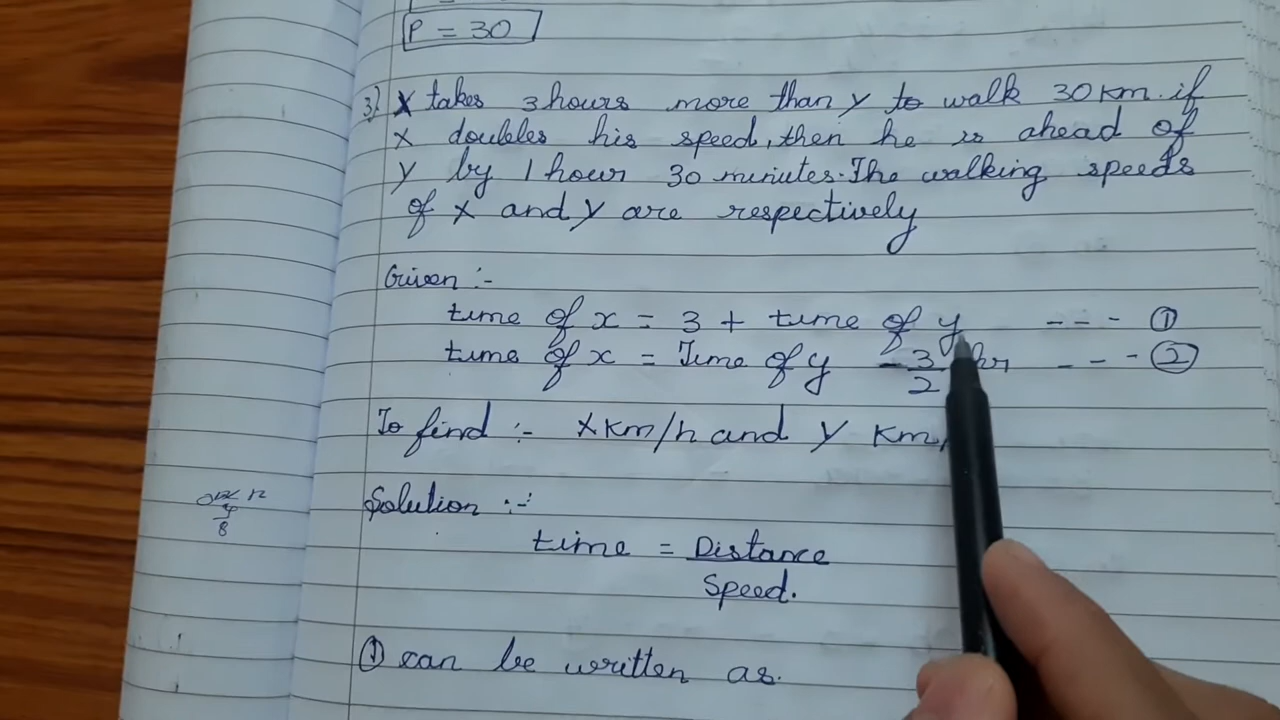 P = 30
3) X takes 3 hours more than Y to walk 30 Km. if
X doubles his speed, then he is ahead of
Y by 1 hour 30 minutes. The walking speeds
of X and Y are respectively
Given :-
time of x = 3 + time of y --- ①
time of x = Time of y - 3/2 hr --- ②
To find :- X Km/h and Y Km/
Solution :-
time = Distance
Speed.
① can be written as.